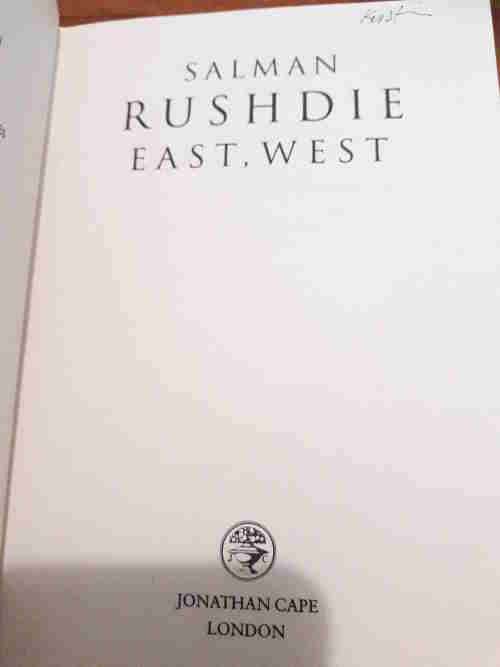 SALMAN
RUSHDIE
EAST, WEST
JONATHAN CAPE
LONDON